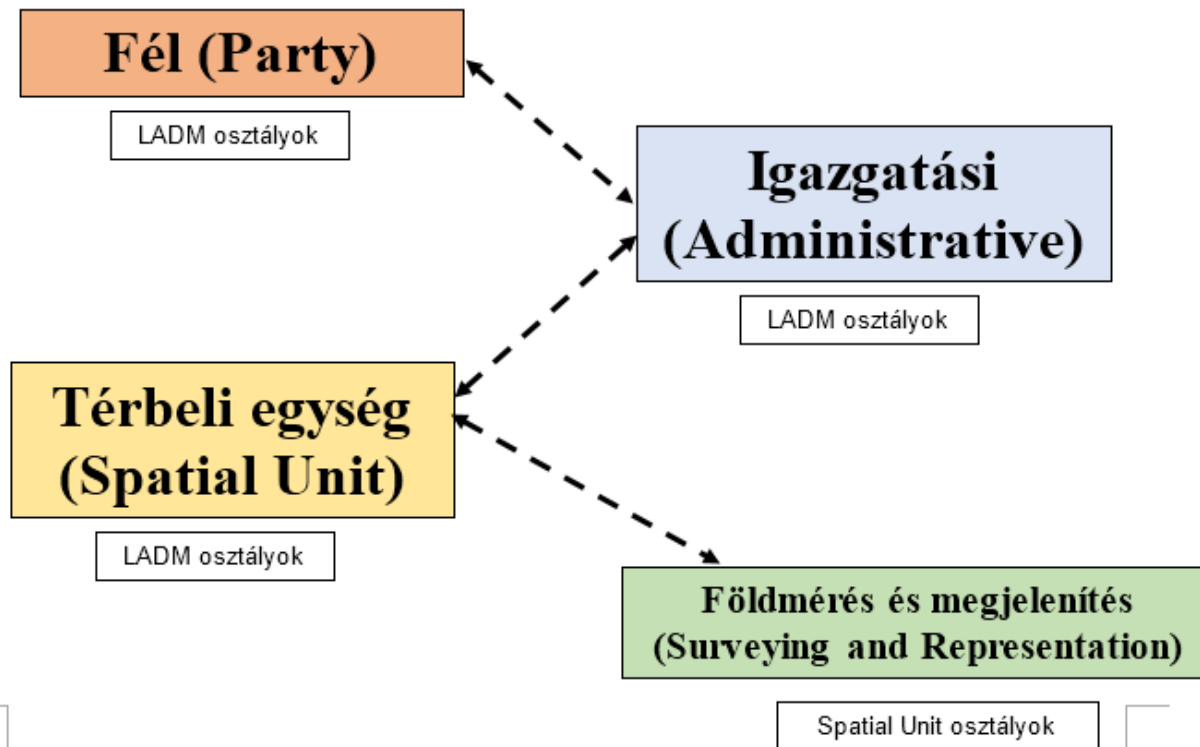 Fél (Party)
LADM osztályok
Igazgatási
(Administrative)
LADM osztályok
Térbeli egység
(Spatial Unit)
LADM osztályok
Földmérés és megjelenítés
(Surveying and Representation)
Spatial Unit osztályok